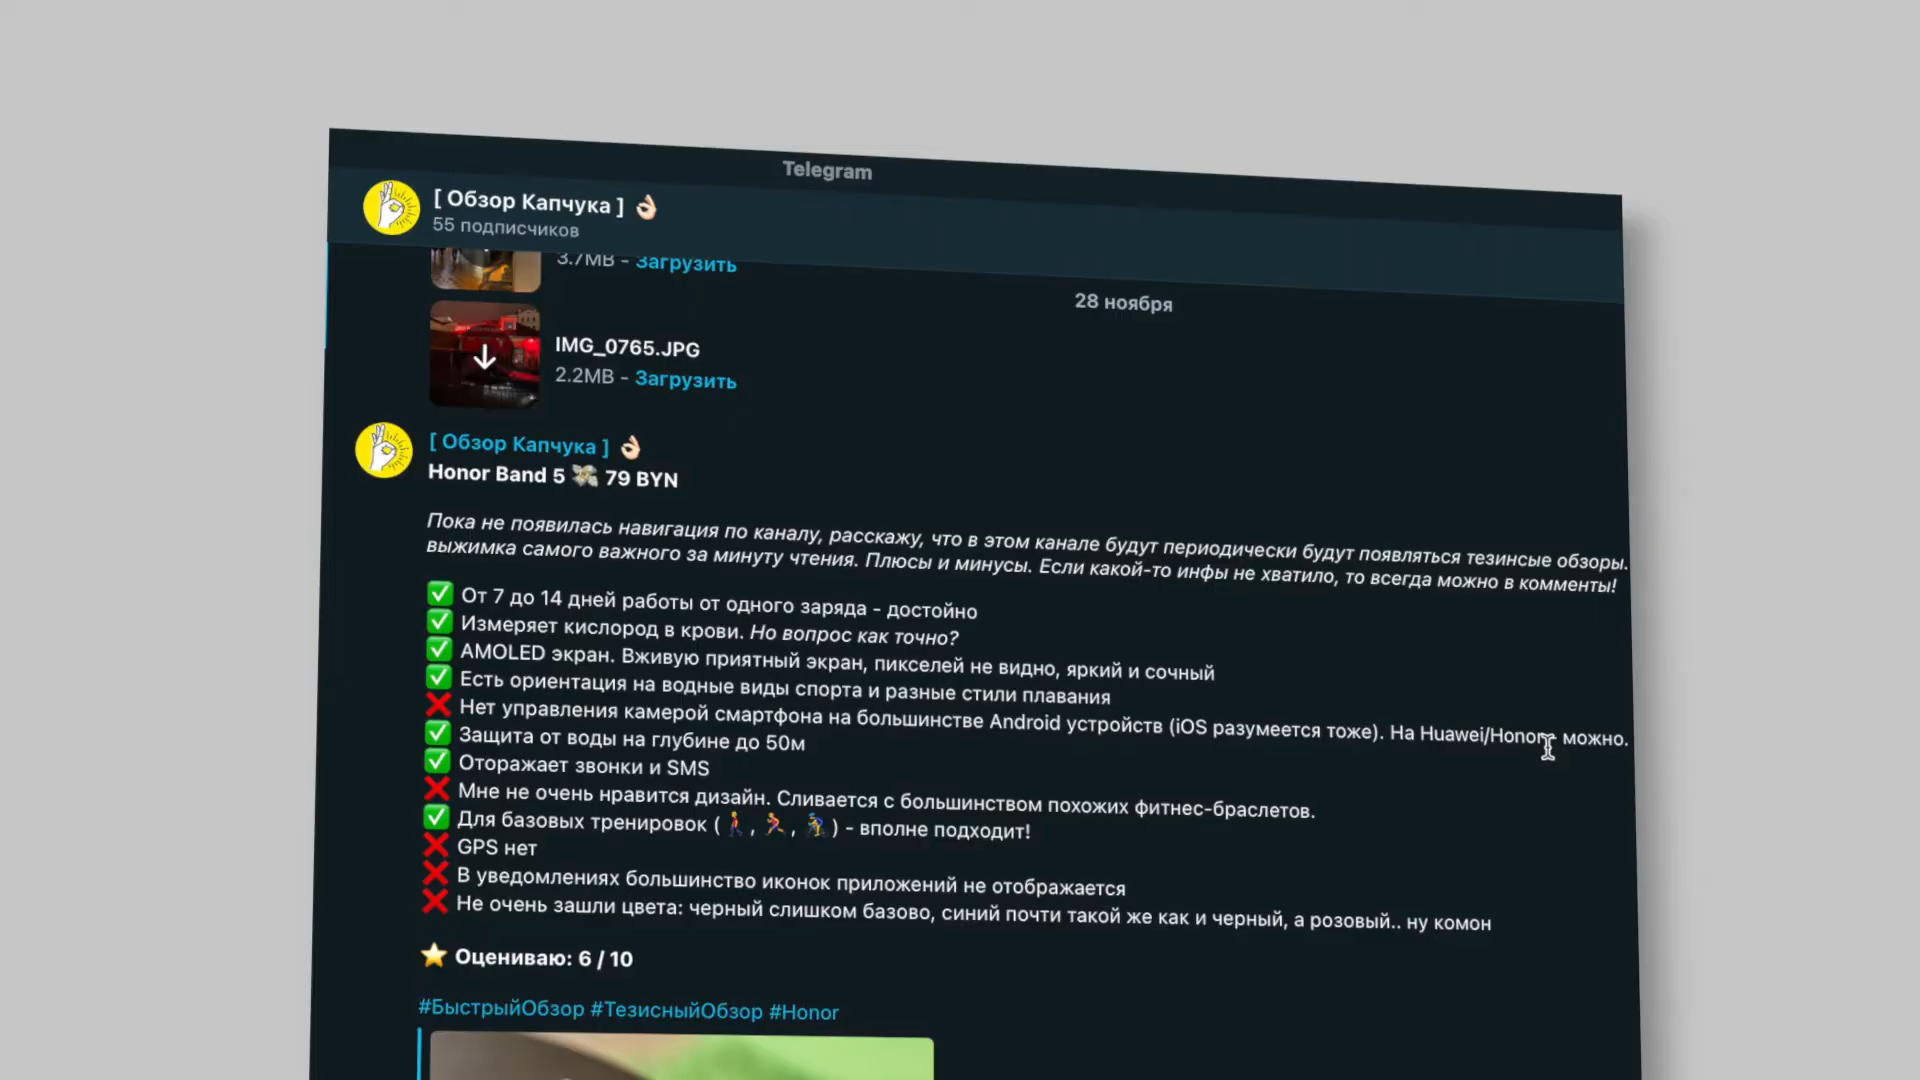 Telegram
[ Обзор Капчука ] 👌🏻
55 подписчиков
3.7MB - Загрузить
28 ноября
IMG_0765.JPG
2.2MB - Загрузить
[ Обзор Капчука ] 👌🏻
Honor Band 5 💸 79 BYN
Пока не появилась навигация по каналу, расскажу, что в этом канале будут периодически будут появляться тезинсые обзоры.
выжимка самого важного за минуту чтения. Плюсы и минусы. Если какой-то инфы не хватило, то всегда можно в комменты!
✅ От 7 до 14 дней работы от одного заряда - достойно
✅ Измеряет кислород в крови. Но вопрос как точно?
✅ AMOLED экран. Вживую приятный экран, пикселей не видно, яркий и сочный
✅ Есть ориентация на водные виды спорта и разные стили плавания
❌ Нет управления камерой смартфона на большинстве Android устройств (iOS разумеется тоже). На Huawei/Honor можно.
✅ Защита от воды на глубине до 50м
✅ Оторажает звонки и SMS
❌ Мне не очень нравится дизайн. Сливается с большинством похожих фитнес-браслетов.
✅ Для базовых тренировок (🚶, 🏃, 🚴) - вполне подходит!
❌ GPS нет
❌ В уведомлениях большинство иконок приложений не отображается
❌ Не очень зашли цвета: черный слишком базово, синий почти такой же как и черный, а розовый.. ну комон
⭐ Оцениваю: 6 / 10
#БыстрыйОбзор #ТезисныйОбзор #Honor